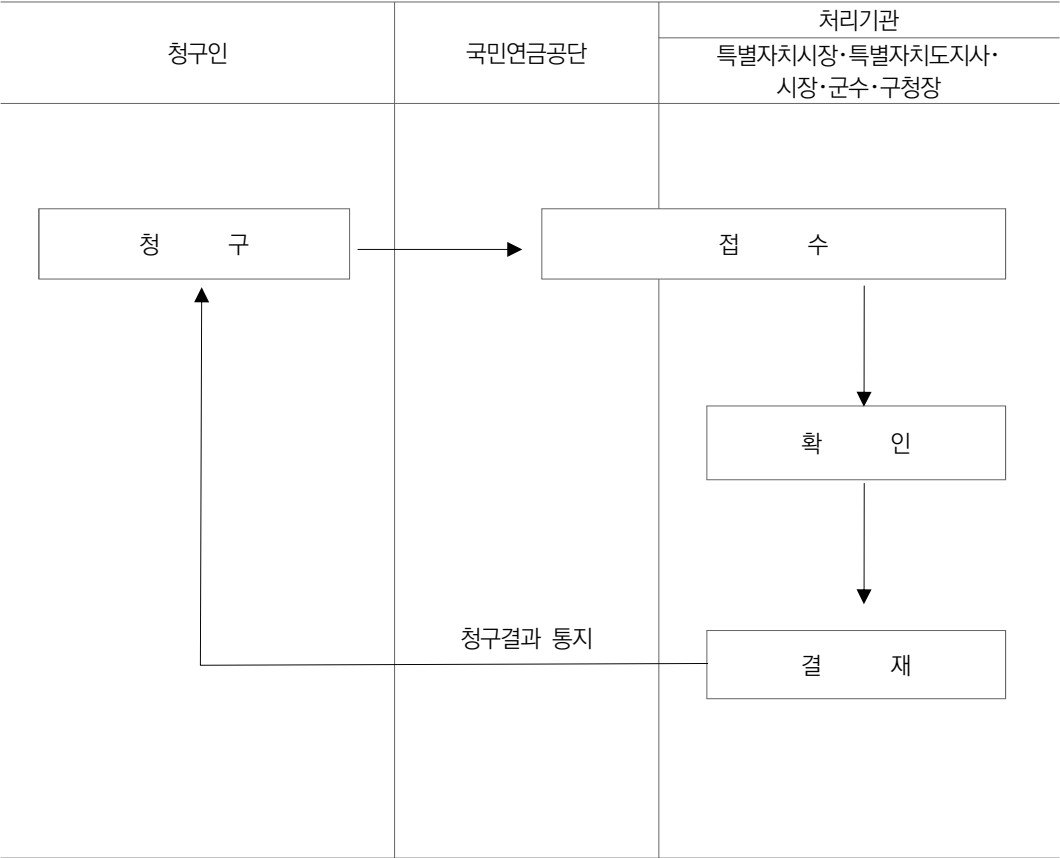 청구인
국민연금공단
처리기관
특별자치시장·특별자치도지사·
시장·군수·구청장
청 구
접 수
확 인
청구결과 통지
결 재